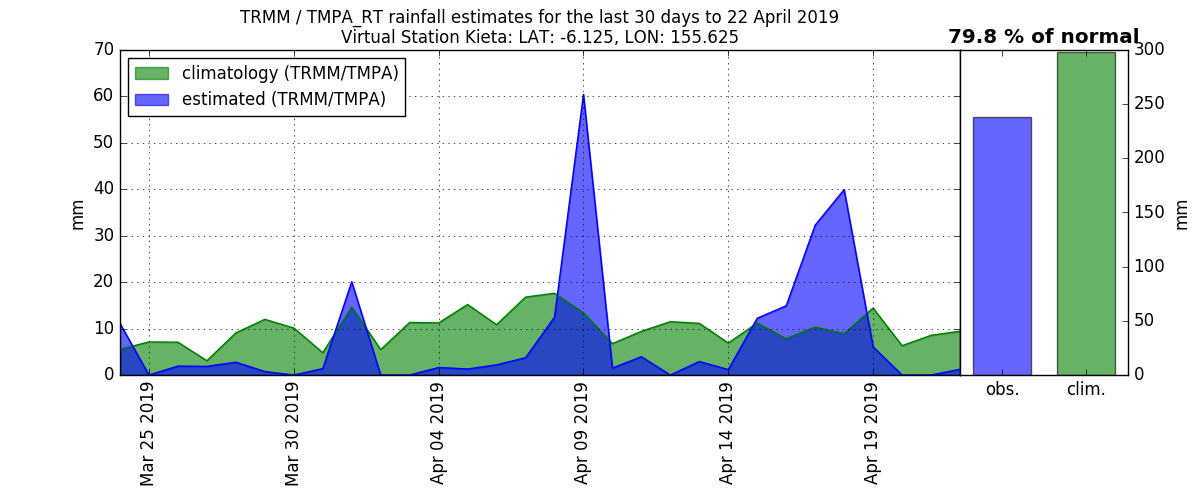 TRMM / TMPA_RT rainfall estimates for the last 30 days to 22 April 2019
Virtual Station Kieta: LAT: -6.125, LON: 155.625
79.8 % of normal
climatology (TRMM/TMPA)
estimated (TRMM/TMPA)
mm
70
60
50
40
30
20
10
0
Mar 25 2019
Mar 30 2019
Apr 04 2019
Apr 09 2019
Apr 14 2019
Apr 19 2019
obs.
clim.
300
250
200
150
100
50
0
mm